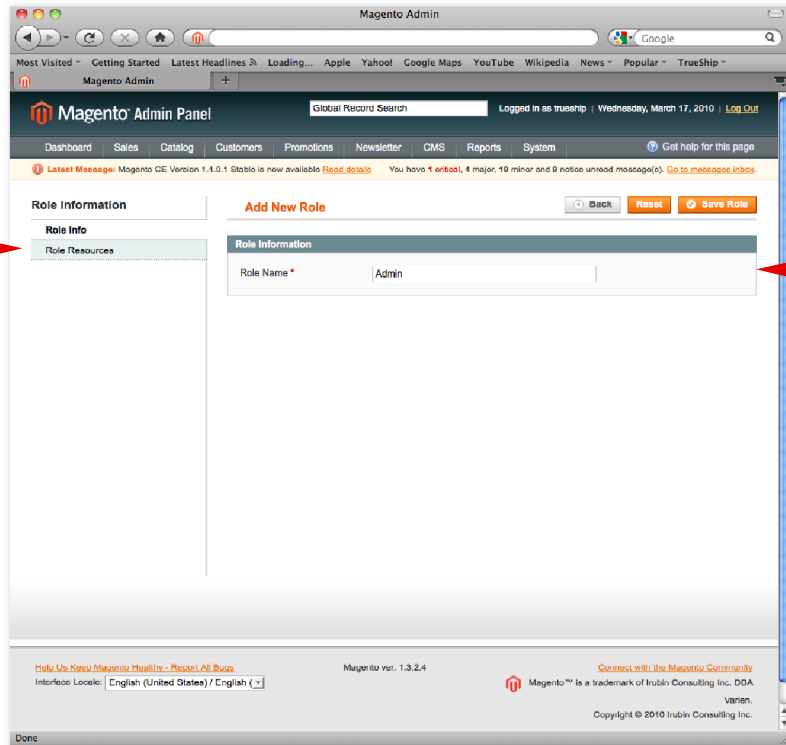 Magento Admin
Google
Most Visited Getting Started Latest Headlines Loading... Apple Yahoo! Google Maps YouTube Wikipedia News Popular TrueShip
Magento Admin +
Magento Admin Panel
Global Record Search
Logged in as trueship | Wednesday, March 17, 2010 | Log Out
Dashboard Sales Catalog Customers Promotions Newsletter CMS Reports System
Get help for this page
Latest Message: Magento CE Version 1.4.0.1 Stable is now available Read details You have 1 critical, 4 major, 19 minor and 9 notice unread message(s). Go to messages inbox.
Role Information
Role Info
Role Resources
Add New Role
Back Reset Save Role
Role Information
Role Name * Admin
Help Us Keep Magento Healthy - Report All Bugs
Interface Locale: English (United States) / English (
Magento ver. 1.3.2.4
Connect with the Magento Community
Magento™ is a trademark of Irubin Consulting Inc. DBA
Varien.
Copyright © 2010 Irubin Consulting Inc.
Done